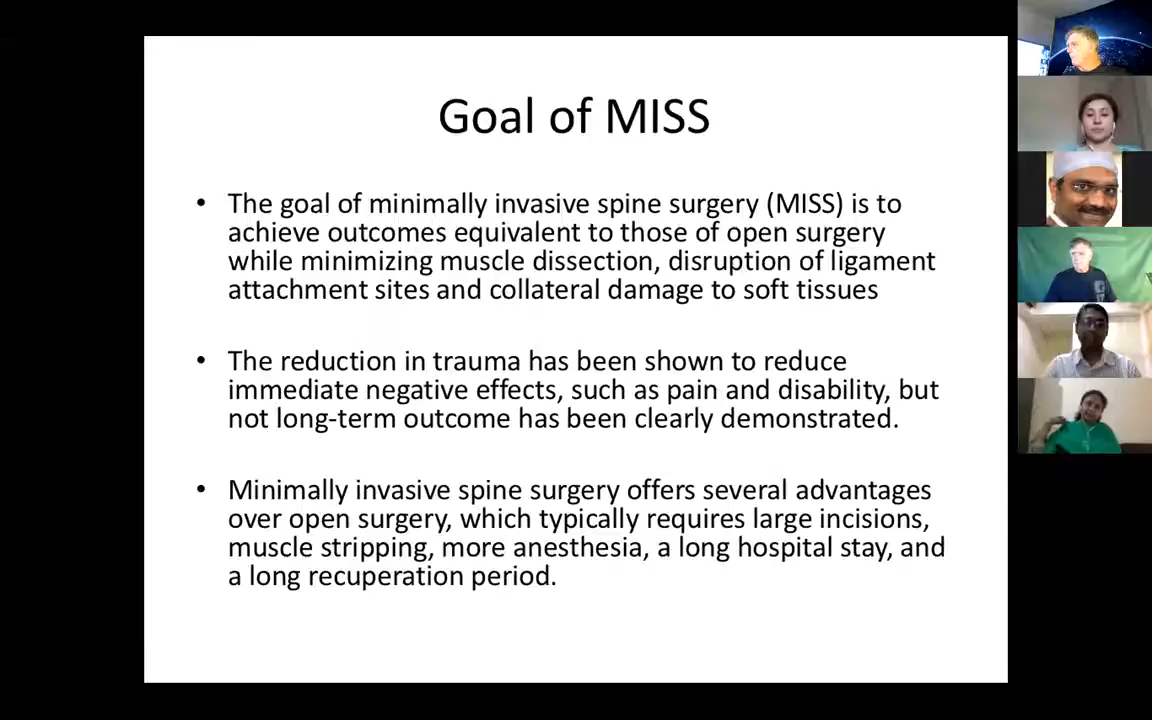 Goal of MISS
• The goal of minimally invasive spine surgery (MISS) is to
achieve outcomes equivalent to those of open surgery
while minimizing muscle dissection, disruption of ligament
attachment sites and collateral damage to soft tissues
• The reduction in trauma has been shown to reduce
immediate negative effects, such as pain and disability, but
not long-term outcome has been clearly demonstrated.
• Minimally invasive spine surgery offers several advantages
over open surgery, which typically requires large incisions,
muscle stripping, more anesthesia, a long hospital stay, and
a long recuperation period.